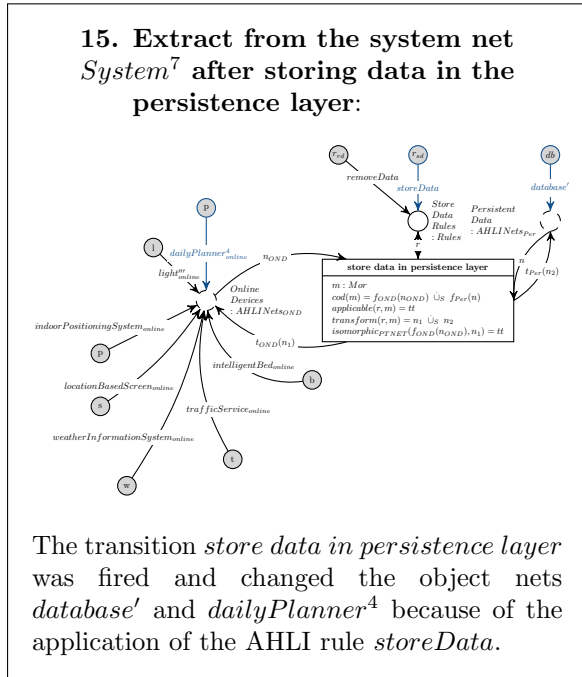 15. Extract from the system net
System⁷ after storing data in the
persistence layer:
r_rd
r_sd
db
removeData
storeData
database′
p
Store
Data
Rules
: Rules
Persistent
Data
: AHLINets_Per
l
dailyPlanner⁴_online
n_OND
r
n
t_Per(n₂)
light‴_online
store data in persistence layer
Online
Devices
: AHLINets_OND
m : Mor
cod(m) = f_OND(n_OND) ∪̇_S f_Per(n)
applicable(r, m) = tt
transform(r, m) = n₁ ∪̇_S n₂
isomorphic_PTNET(f_OND(n_OND), n₁) = tt
indoorPositioningSystem_online
p
t_OND(n₁)
intelligentBed_online
b
locationBasedScreen_online
s
trafficService_online
weatherInformationSystem_online
t
w
The transition store data in persistence layer
was fired and changed the object nets
database′ and dailyPlanner⁴ because of the
application of the AHLI rule storeData.